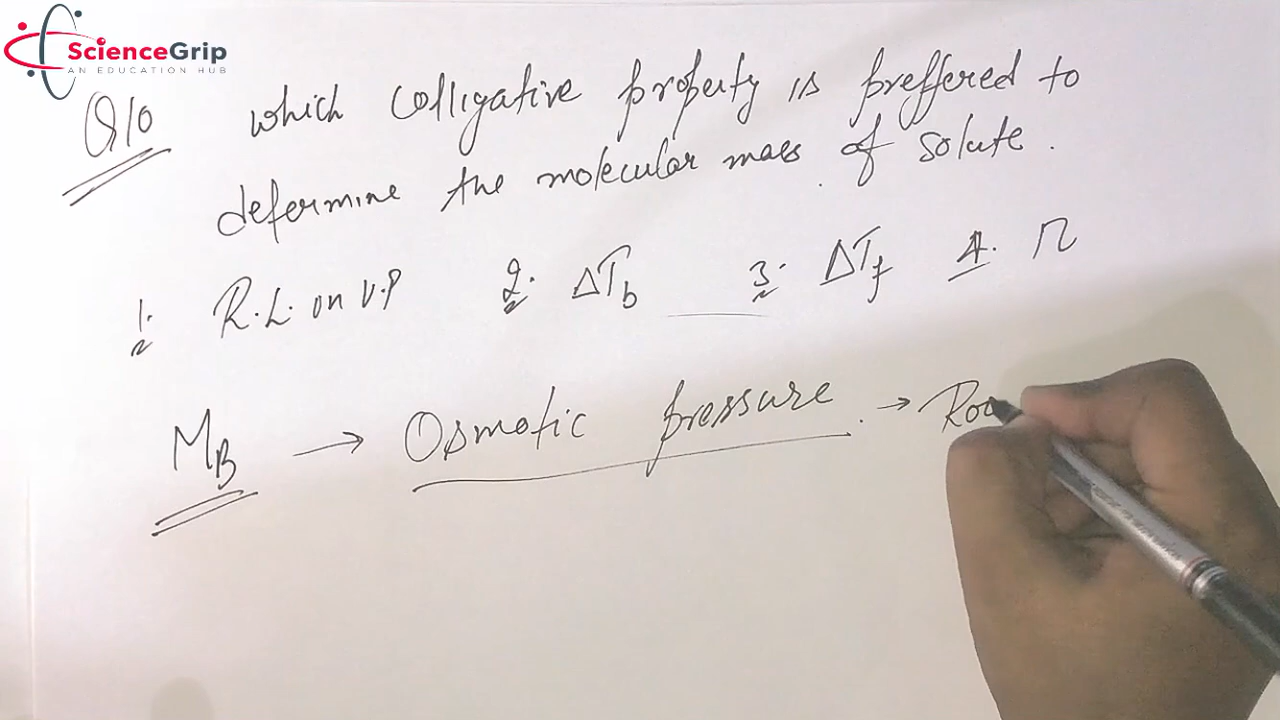 ScienceGrip
AN EDUCATION HUB
Q10 which Colligative property is preffered to
determine the molecular mass of solute.
1. R.L. on V.P 2. ΔTb 3. ΔTf 4. π
MB → Osmotic pressure. → Roo